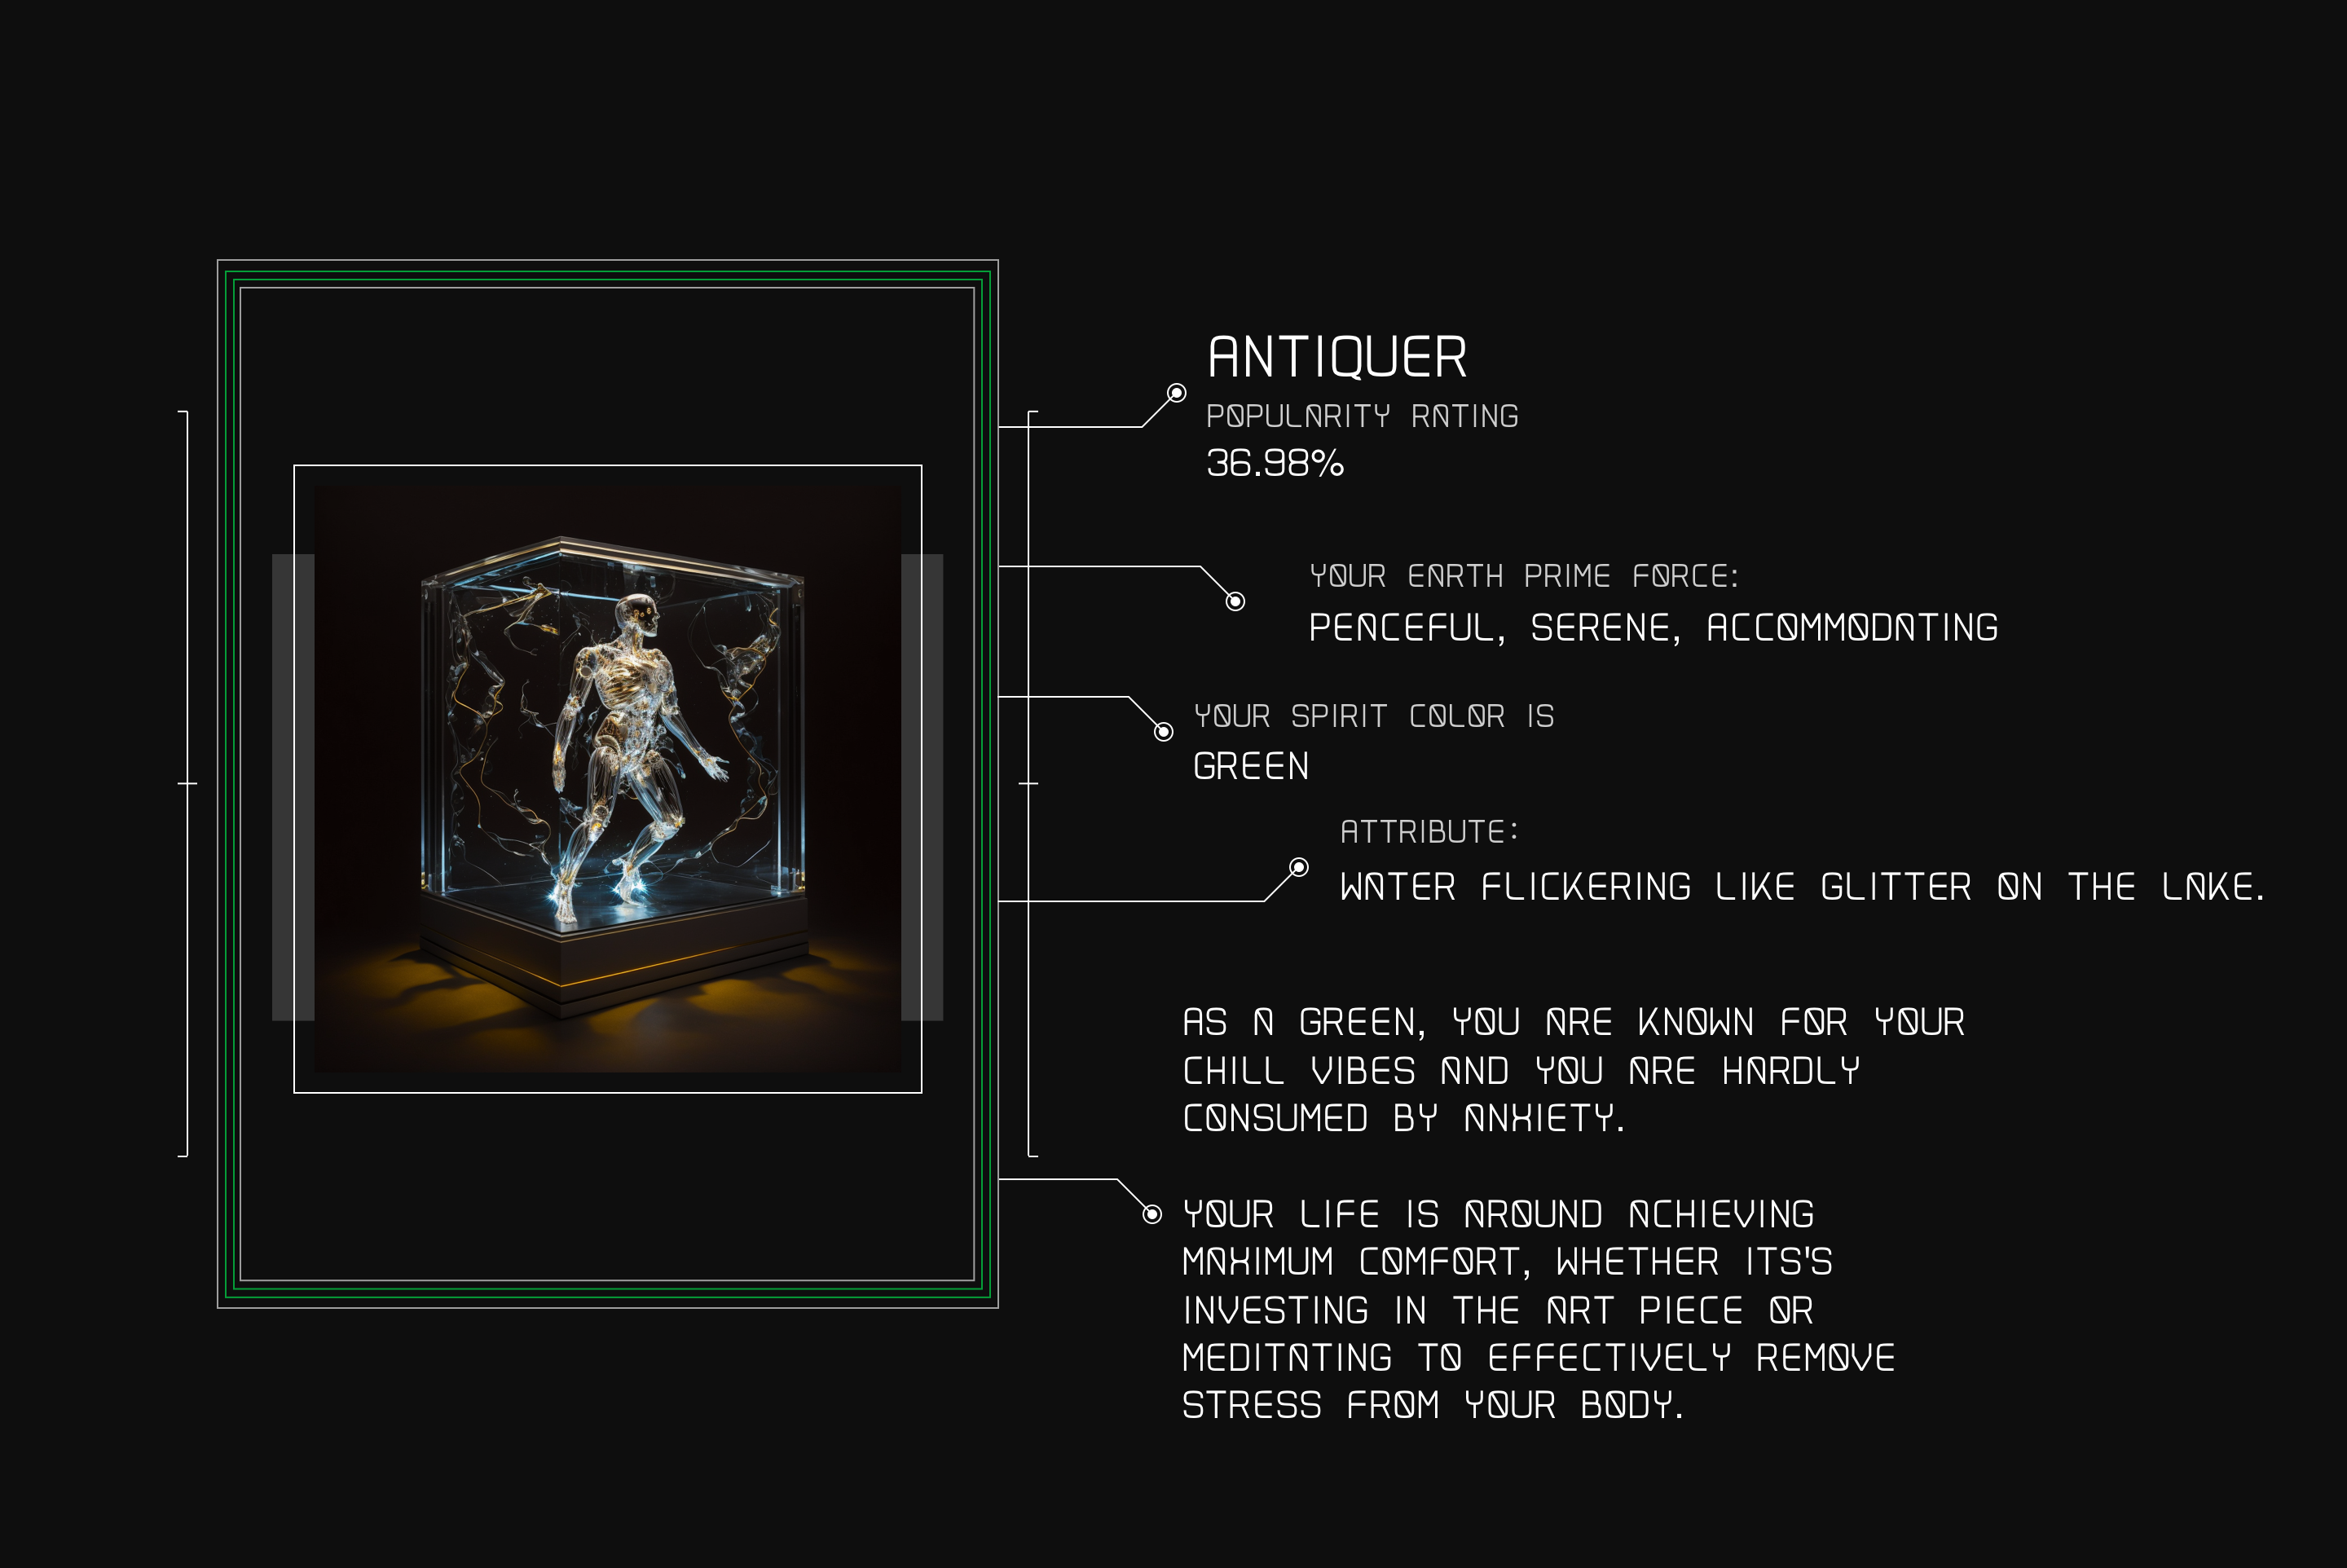 ANTIQUER
POPULARITY RATING
36.98%
YOUR EARTH PRIME FORCE:
PEACEFUL, SERENE, ACCOMMODATING
YOUR SPIRIT COLOR IS
GREEN
ATTRIBUTE:
WATER FLICKERING LIKE GLITTER ON THE LAKE.
AS A GREEN, YOU ARE KNOWN FOR YOUR
CHILL VIBES AND YOU ARE HARDLY
CONSUMED BY ANXIETY.
YOUR LIFE IS AROUND ACHIEVING
MAXIMUM COMFORT, WHETHER ITS'S
INVESTING IN THE ART PIECE OR
MEDITATING TO EFFECTIVELY REMOVE
STRESS FROM YOUR BODY.